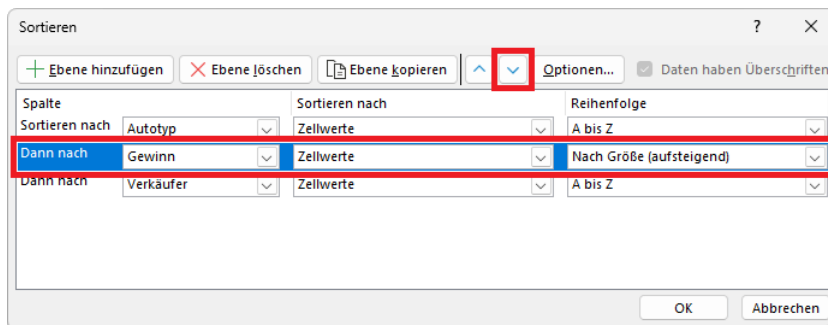 Sortieren ? ×
Ebene hinzufügen Ebene löschen Ebene kopieren Optionen... Daten haben Überschriften
Spalte Sortieren nach Reihenfolge
Sortieren nach Autotyp Zellwerte A bis Z
Dann nach Gewinn Zellwerte Nach Größe (aufsteigend)
Dann nach Verkäufer Zellwerte A bis Z
OK Abbrechen